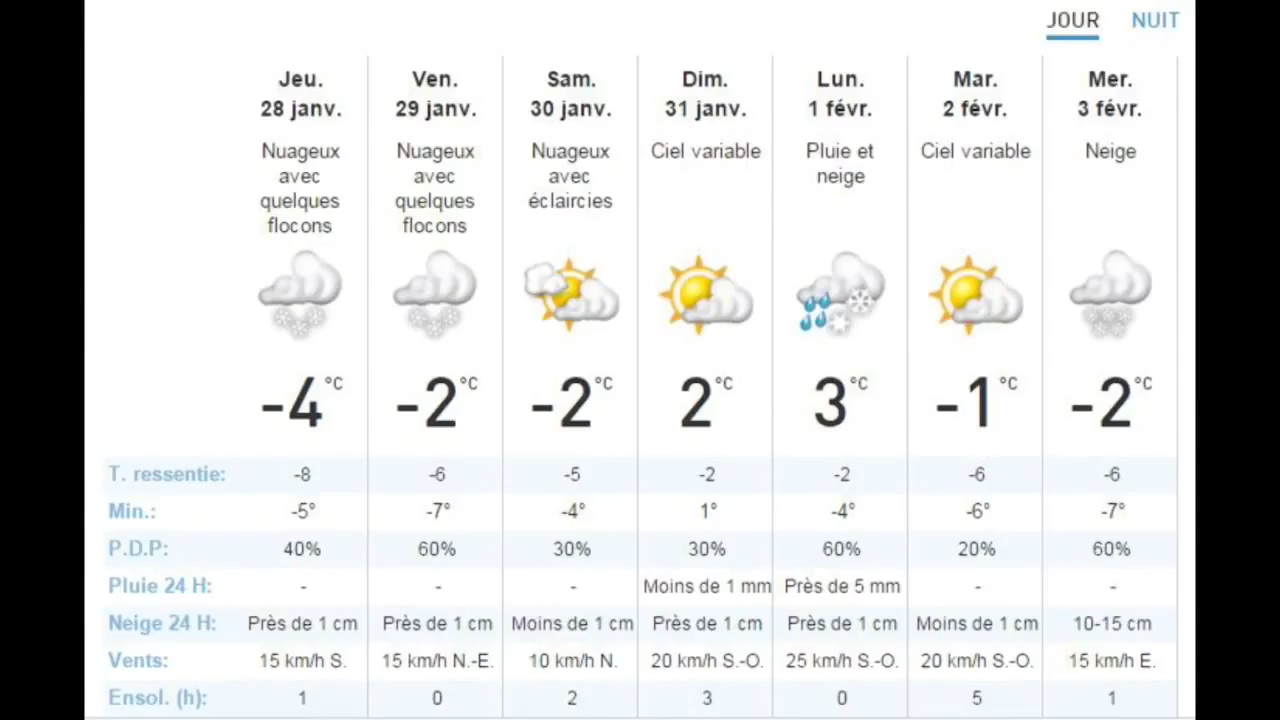 JOUR NUIT
Jeu. Ven. Sam. Dim. Lun. Mar. Mer.
28 janv. 29 janv. 30 janv. 31 janv. 1 févr. 2 févr. 3 févr.
Nuageux Nuageux Nuageux Ciel variable Pluie et Ciel variable Neige
avec avec avec neige
quelques quelques éclaircies
flocons flocons
-4 °C -2 °C -2 °C 2 °C 3 °C -1 °C -2 °C
T. ressentie: -8 -6 -5 -2 -2 -6 -6
Min.: -5° -7° -4° 1° -4° -6° -7°
P.D.P: 40% 60% 30% 30% 60% 20% 60%
Pluie 24 H: - - - Moins de 1 mm Près de 5 mm - -
Neige 24 H: Près de 1 cm Près de 1 cm Moins de 1 cm Près de 1 cm Près de 1 cm Moins de 1 cm 10-15 cm
Vents: 15 km/h S. 15 km/h N.-E. 10 km/h N. 20 km/h S.-O. 25 km/h S.-O. 20 km/h S.-O. 15 km/h E.
Ensol. (h): 1 0 2 3 0 5 1